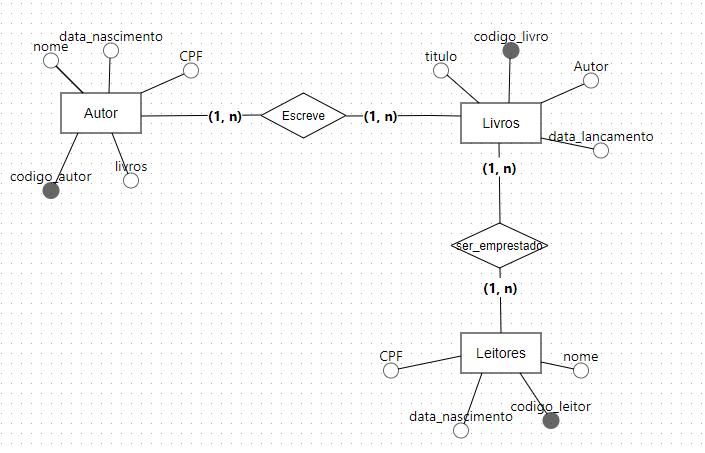 data_nascimento
nome
CPF
Autor
codigo_autor
livros
(1, n)
Escreve
(1, n)
codigo_livro
titulo
Autor
Livros
data_lancamento
(1, n)
ser_emprestado
(1, n)
Leitores
CPF
nome
data_nascimento
codigo_leitor